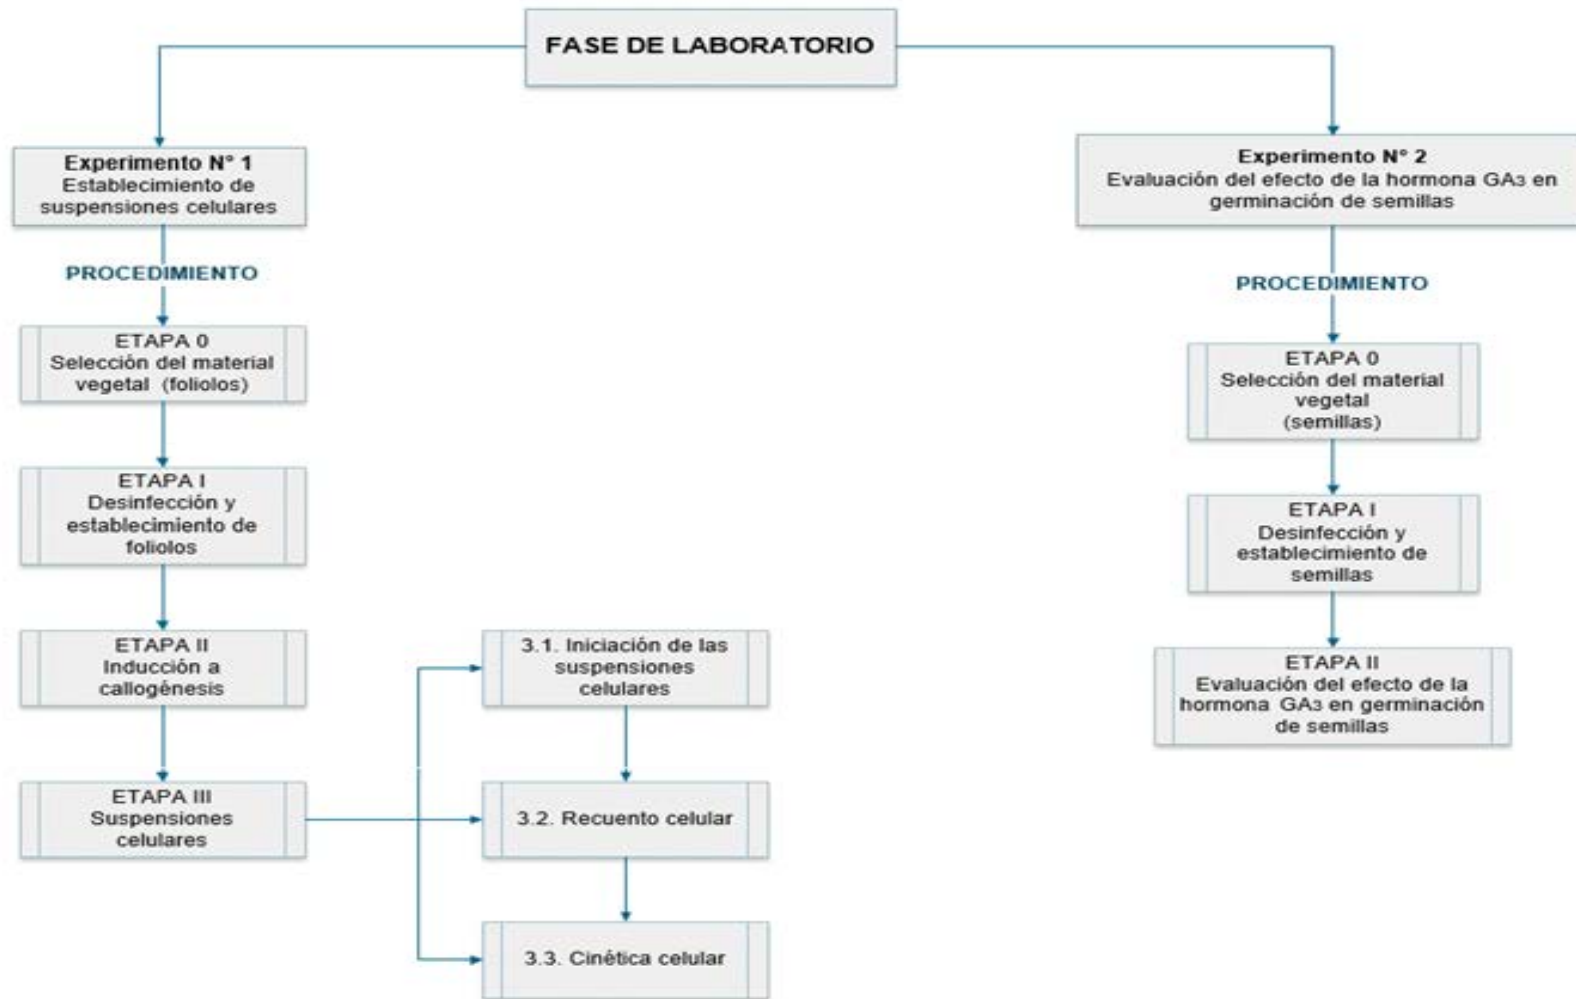 FASE DE LABORATORIO
Experimento N° 1
Establecimiento de
suspensiones celulares
PROCEDIMIENTO
ETAPA 0
Selección del material
vegetal (foliolos)
ETAPA I
Desinfección y
establecimiento de
foliolos
ETAPA II
Inducción a
callogénesis
ETAPA III
Suspensiones
celulares
3.1. Iniciación de las
suspensiones
celulares
3.2. Recuento celular
3.3. Cinética celular
Experimento N° 2
Evaluación del efecto de la hormona GA₃ en
germinación de semillas
PROCEDIMIENTO
ETAPA 0
Selección del material
vegetal
(semillas)
ETAPA I
Desinfección y
establecimiento de
semillas
ETAPA II
Evaluación del efecto de la
hormona GA₃ en germinación
de semillas